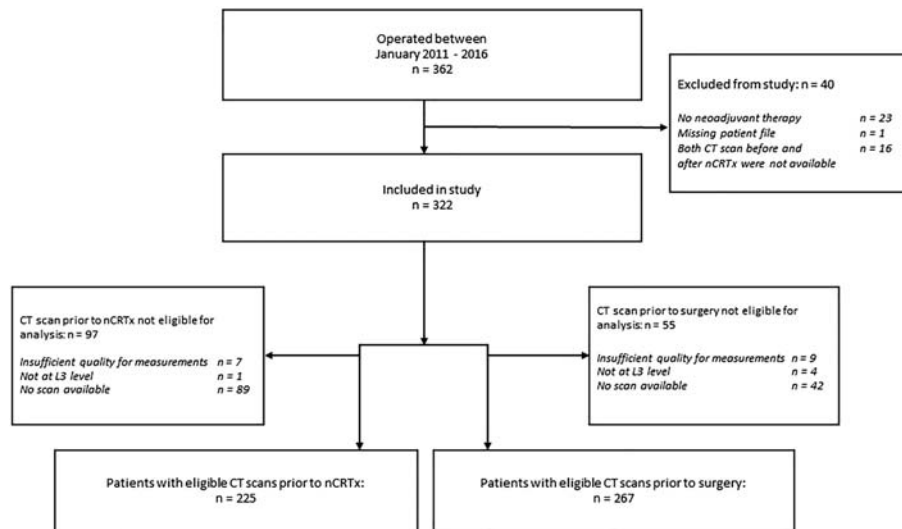 Operated between
January 2011 - 2016
n = 362
Excluded from study: n = 40
No neoadjuvant therapy n = 23
Missing patient file n = 1
Both CT scan before and n = 16
after nCRTx were not available
Included in study
n = 322
CT scan prior to nCRTx not eligible for
analysis: n = 97
Insufficient quality for measurements n = 7
Not at L3 level n = 1
No scan available n = 89
CT scan prior to surgery not eligible for
analysis: n = 55
Insufficient quality for measurements n = 9
Not at L3 level n = 4
No scan available n = 42
Patients with eligible CT scans prior to nCRTx:
n = 225
Patients with eligible CT scans prior to surgery:
n = 267